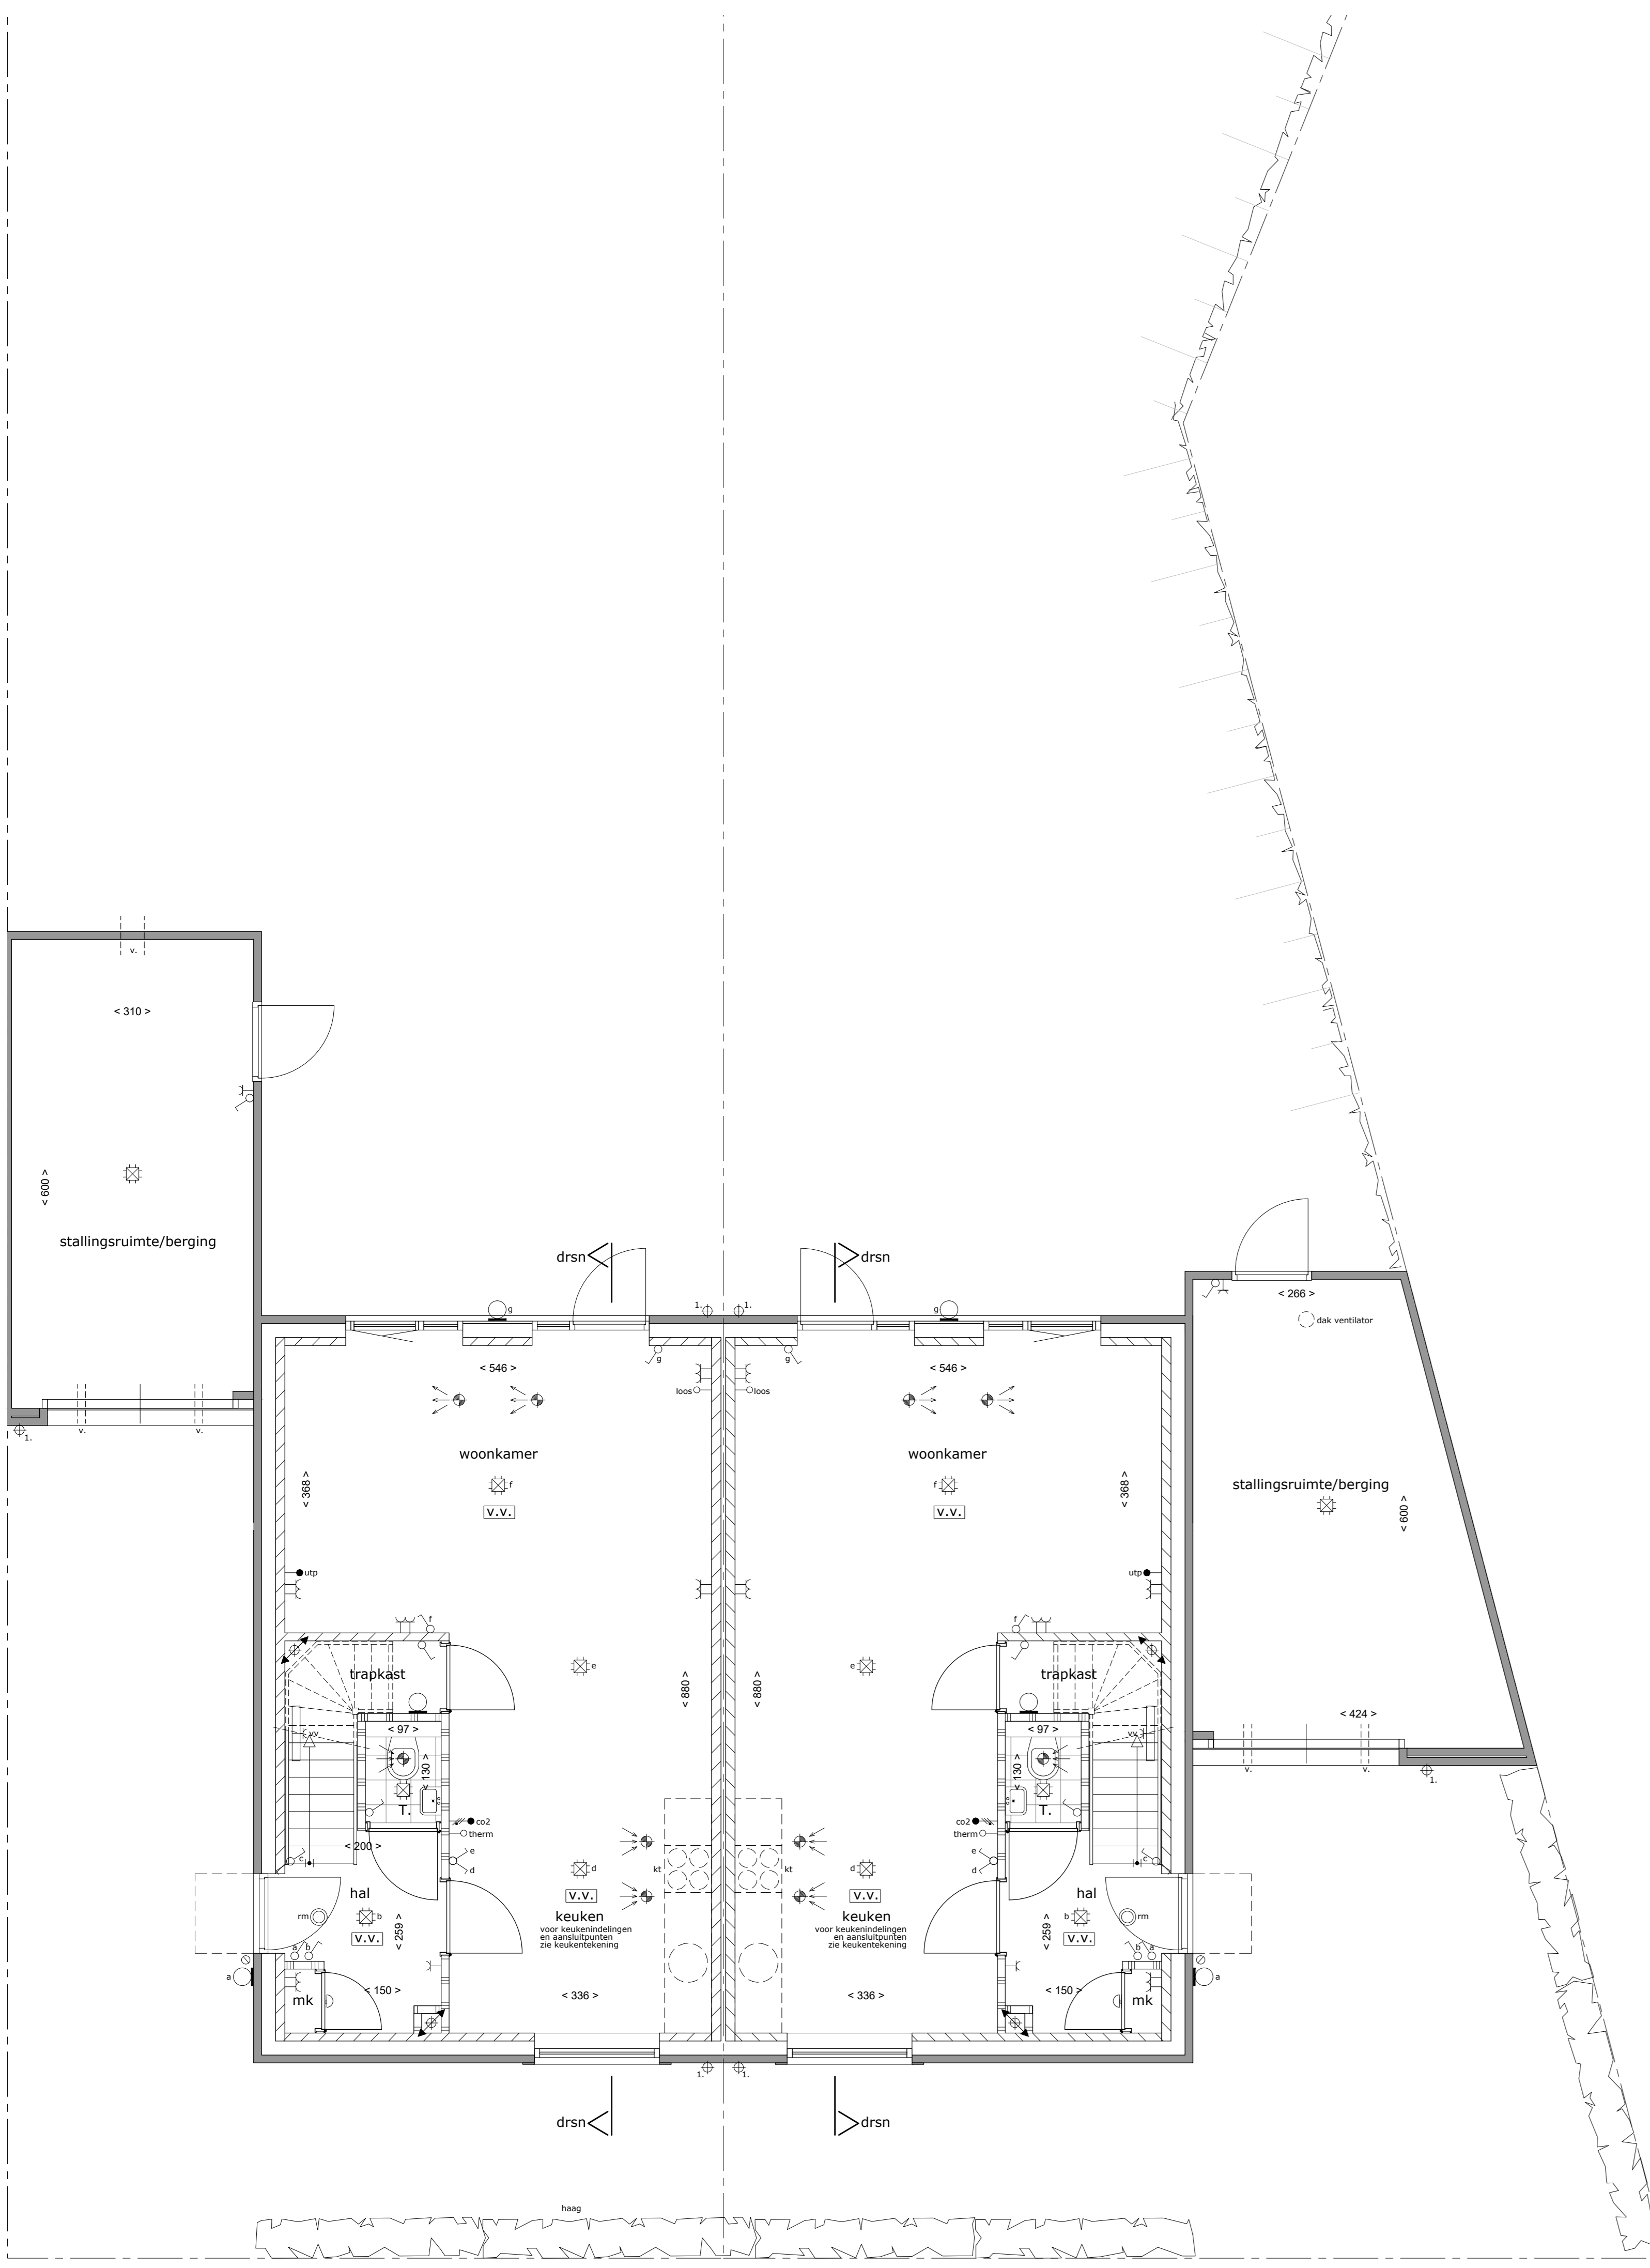 v.
< 310 >
< 600 >
stallingsruimte/berging
drsn
drsn
< 266 >
dak ventilator
g
1.
1.
g
g
g
< 546 >
< 546 >
loos
loos
v.
v.
1.
woonkamer
woonkamer
f
f
< 368 >
< 368 >
v.v.
v.v.
stallingsruimte/berging
< 600 >
utp
utp
f
f
trapkast
trapkast
e
e
< 880 >
< 880 >
< 97 >
< 97 >
< 424 >
vv
vv
< 130 >
< 130 >
v.
v.
1.
T.
T.
co2
co2
therm
therm
< 200 >
e
e
c
c
d
d
d
d
kt
kt
hal
hal
v.v.
v.v.
rm
b
b
rm
keuken
voor keukenindelingen
en aansluitpunten
zie keukentekening
keuken
voor keukenindelingen
en aansluitpunten
zie keukentekening
< 259 >
< 259 >
v.v.
v.v.
a
b
b
a
a
a
mk
mk
< 150 >
< 150 >
< 336 >
< 336 >
1.
1.
drsn
drsn
haag